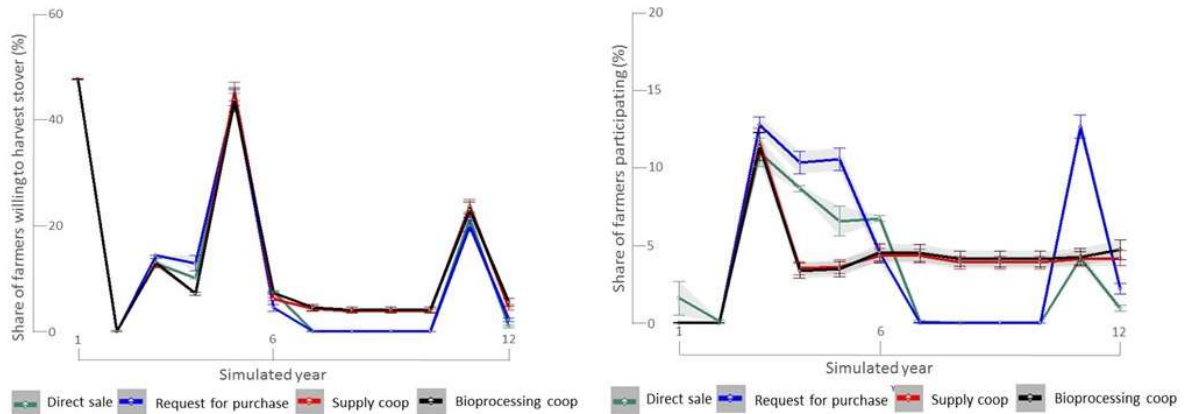 Share of farmers willing to harvest stover (%)
60
40
20
0
1
6
12
Simulated year
Direct sale
Request for purchase
Supply coop
Bioprocessing coop
Share of farmers participating (%)
20
15
10
5
0
1
6
12
Simulated year
Direct sale
Request for purchase
Supply coop
Bioprocessing coop